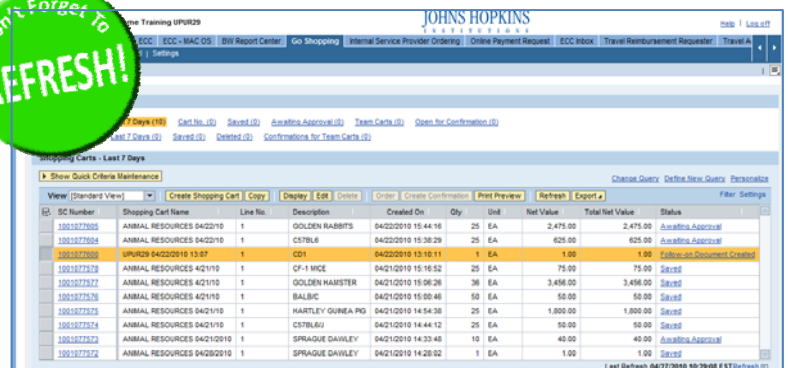 n't Forget To
REFRESH!
me Training UPUR29
JOHNS HOPKINS
INSTITUTIONS
Help | Log off
ECC ECC - MAC OS BW Report Center Go Shopping Internal Service Provider Ordering Online Payment Request ECC Inbox Travel Reimbursement Requester Travel A
| Settings
7 Days (10) Cart No. (0) Saved (0) Awaiting Approval (0) Team Carts (0) Open for Confirmation (0)
Last 7 Days (0) Saved (0) Deleted (0) Confirmations for Team Carts (0)
Shopping Carts - Last 7 Days
Show Quick Criteria Maintenance Change Query Define New Query Personalize
View [Standard View] Create Shopping Cart Copy Display Edit Delete Order Create Confirmation Print Preview Refresh Export Filter Settings
SC Number Shopping Cart Name Line No. Description Created On Qty Unit Net Value Total Net Value Status
1001077605 ANIMAL RESOURCES 04/22/10 1 GOLDEN RABBITS 04/22/2010 15:44:16 25 EA 2,475.00 2,475.00 Awaiting Approval
1001077604 ANIMAL RESOURCES 04/22/10 1 C57BL6 04/22/2010 15:38:29 25 EA 625.00 625.00 Awaiting Approval
1001077600 UPUR29 04/22/2010 13:07 1 CD1 04/22/2010 13:10:11 1 EA 1.00 1.00 Follow-on Document Created
1001077578 ANIMAL RESOURCES 4/21/10 1 CF-1 MICE 04/21/2010 15:16:52 25 EA 75.00 75.00 Saved
1001077577 ANIMAL RESOURCES 4/21/10 1 GOLDEN HAMSTER 04/21/2010 15:06:26 36 EA 3,456.00 3,456.00 Saved
1001077576 ANIMAL RESOURCES 4/21/10 1 BALB/C 04/21/2010 15:00:46 50 EA 50.00 50.00 Saved
1001077575 ANIMAL RESOURCES 04/21/10 1 HARTLEY GUINEA PIG 04/21/2010 14:54:38 25 EA 1,800.00 1,800.00 Saved
1001077574 ANIMAL RESOURCES 04/21/10 1 C57BL6/J 04/21/2010 14:44:12 25 EA 50.00 50.00 Saved
1001077573 ANIMAL RESOURCES 04/21/2010 1 SPRAGUE DAWLEY 04/21/2010 14:33:48 10 EA 40.00 40.00 Awaiting Approval
1001077572 ANIMAL RESOURCES 04/28/2010 1 SPRAGUE DAWLEY 04/21/2010 14:28:02 1 EA 1.00 1.00 Saved
Last Refresh 04/27/2010 10:39:08 EST Refresh